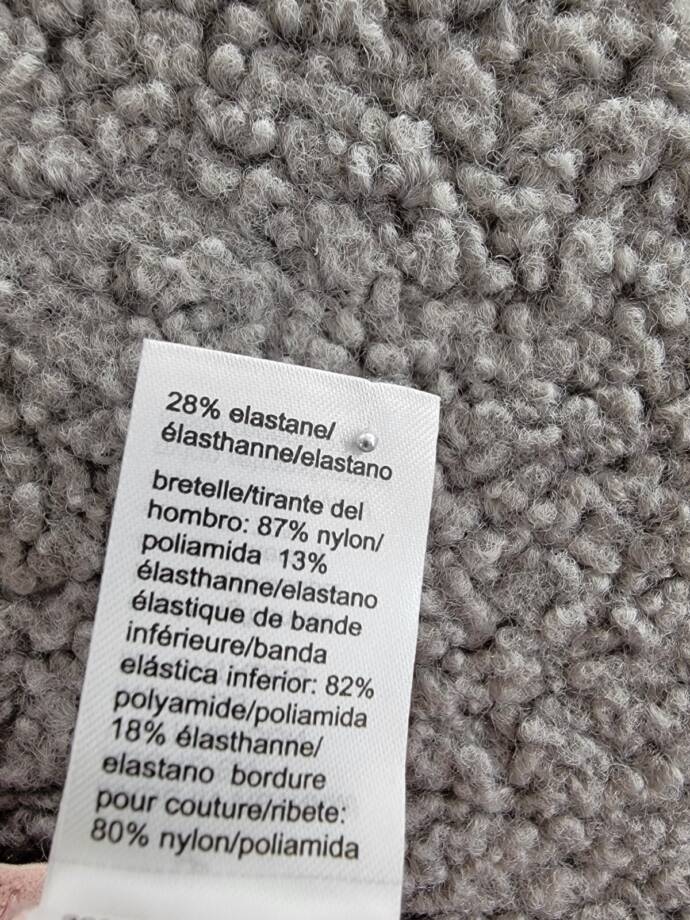 28% elastane/
élasthanne/elastano
bretelle/tirante del
hombro: 87% nylon/
poliamida 13%
élasthanne/elastano
élastique de bande
inférieure/banda
elástica inferior: 82%
polyamide/poliamida
18% élasthanne/
elastano bordure
pour couture/ribete:
80% nylon/poliamida